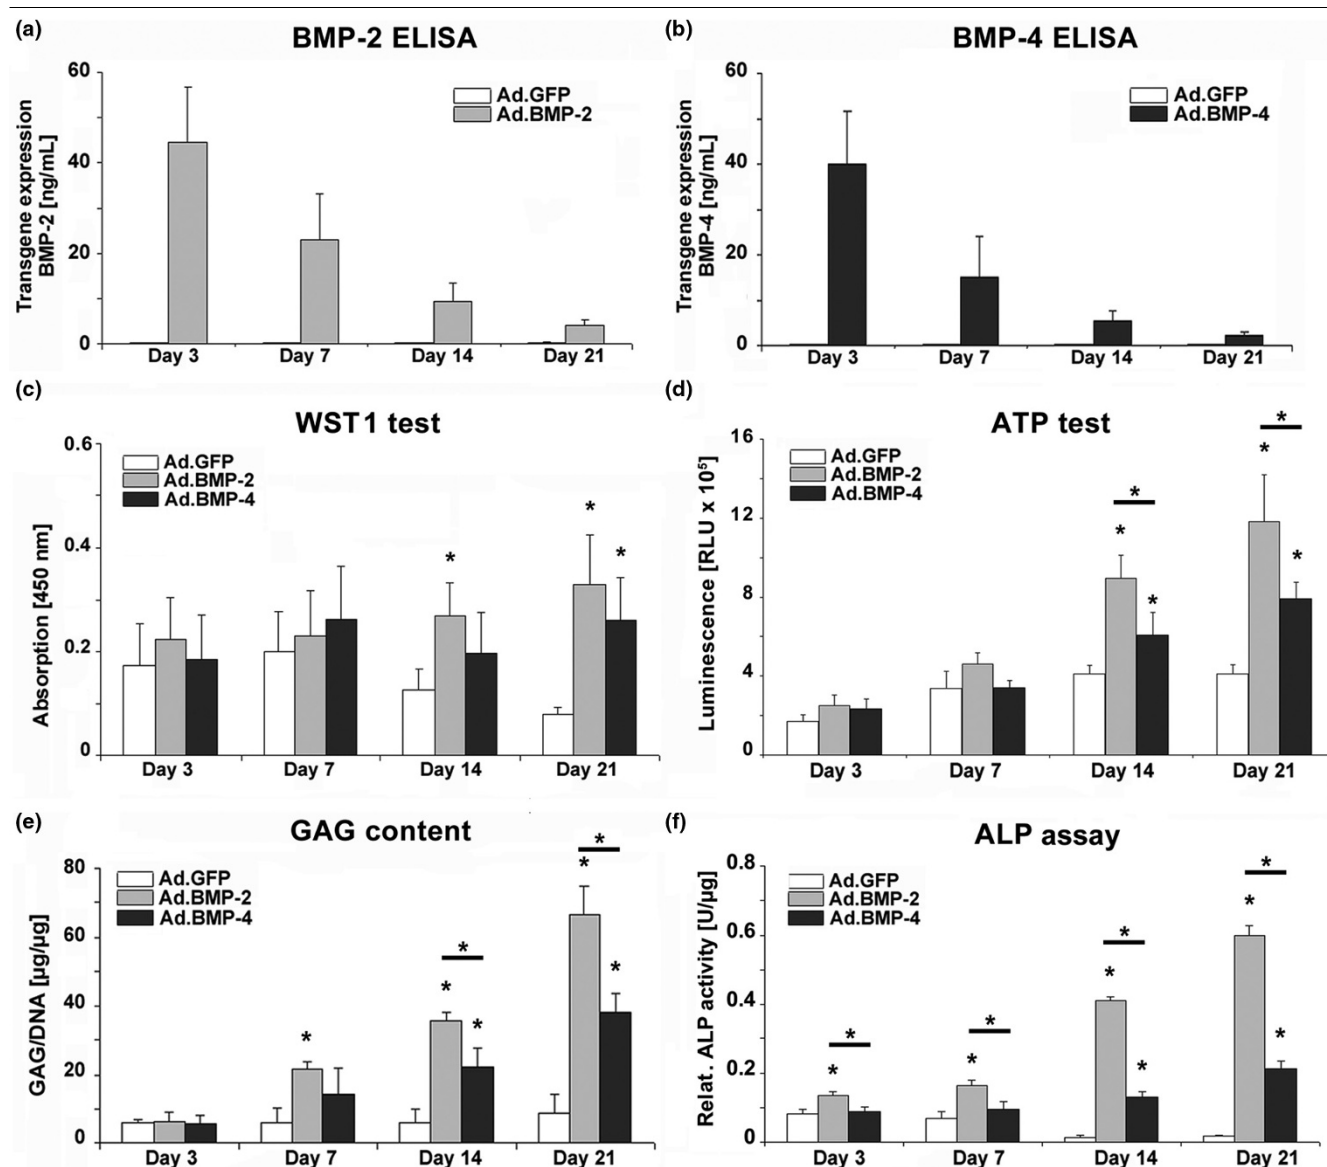 (a)
BMP-2 ELISA
Transgene expression
BMP-2 [ng/mL]
60
40
20
0
Ad.GFP
Ad.BMP-2
Day 3
Day 7
Day 14
Day 21
(b)
BMP-4 ELISA
Transgene expression
BMP-4 [ng/mL]
60
40
20
0
Ad.GFP
Ad.BMP-4
Day 3
Day 7
Day 14
Day 21
(c)
WST1 test
Absorption [450 nm]
0.6
0.4
0.2
0
Ad.GFP
Ad.BMP-2
Ad.BMP-4
*
*
*
Day 3
Day 7
Day 14
Day 21
(d)
ATP test
Luminescence [RLU x 10⁵]
16
12
8
4
0
Ad.GFP
Ad.BMP-2
Ad.BMP-4
*
*
*
*
*
*
Day 3
Day 7
Day 14
Day 21
(e)
GAG content
GAG/DNA [µg/µg]
80
60
40
20
0
Ad.GFP
Ad.BMP-2
Ad.BMP-4
*
*
*
*
*
*
*
Day 3
Day 7
Day 14
Day 21
(f)
ALP assay
Relat. ALP activity [U/µg]
0.8
0.6
0.4
0.2
0
Ad.GFP
Ad.BMP-2
Ad.BMP-4
*
*
*
*
*
*
*
*
*
*
Day 3
Day 7
Day 14
Day 21